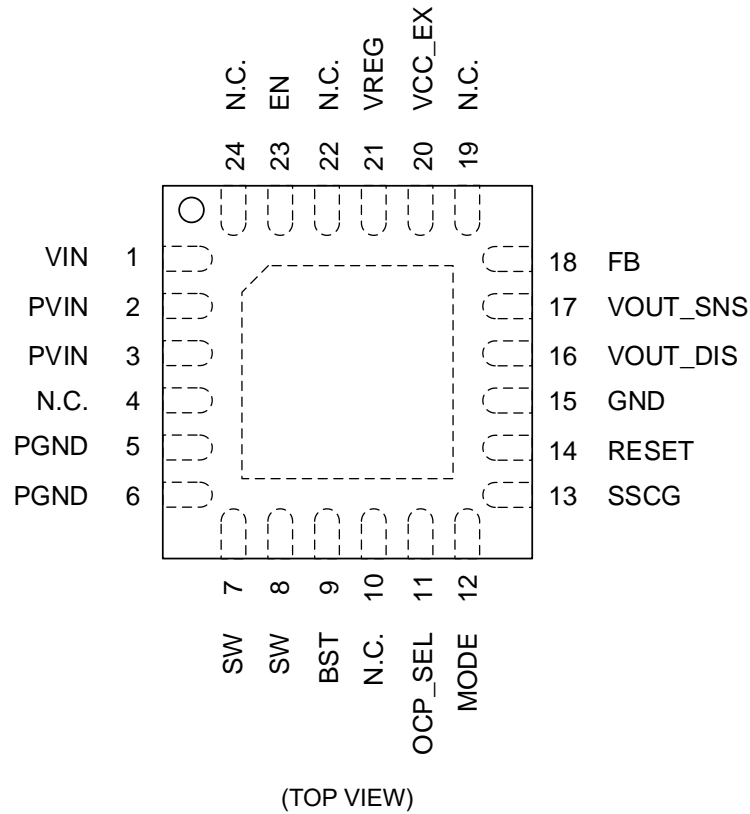 N.C.
EN
N.C.
VREG
VCC_EX
N.C.
24
23
22
21
20
19
VIN 1
PVIN 2
PVIN 3
N.C. 4
PGND 5
PGND 6
18 FB
17 VOUT_SNS
16 VOUT_DIS
15 GND
14 RESET
13 SSCG
7
8
9
10
11
12
SW
SW
BST
N.C.
OCP_SEL
MODE
(TOP VIEW)